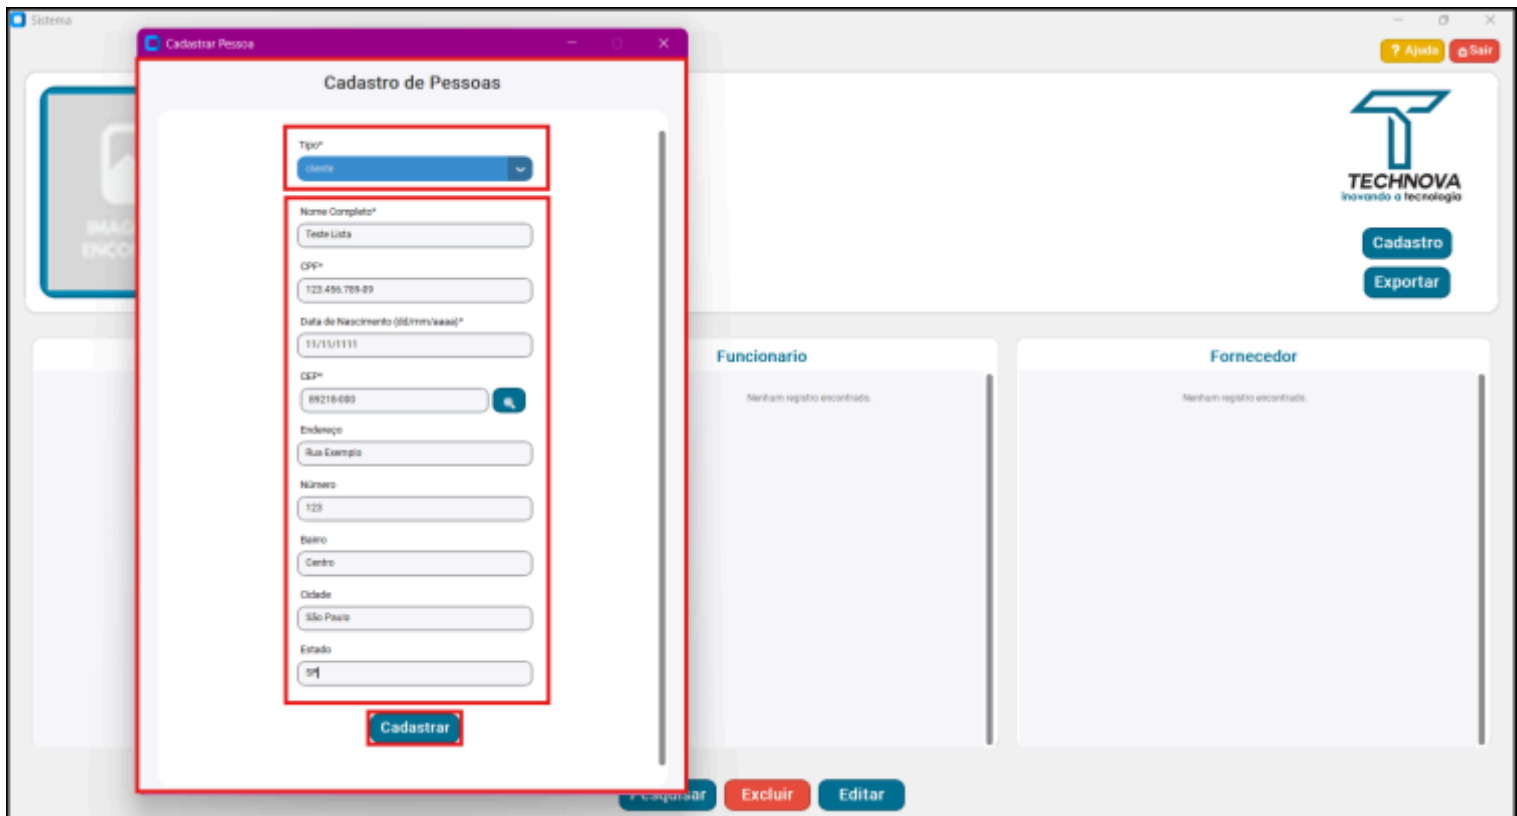 Sistema
Cadastrar Pessoa
? Ajuda
Sair
Cadastro de Pessoas
Tipo*
cliente
Nome Completo*
Teste Lista
CPF*
123.456.789-09
Data de Nascimento (dd/mm/aaaa)*
11/11/1111
CEP*
89218-000
Endereço
Rua Exemplo
Número
123
Bairro
Centro
Cidade
São Paulo
Estado
SP
Cadastrar
TECHNOVA
inovando a tecnologia
Cadastro
Exportar
Funcionario
Nenhum registro encontrado.
Fornecedor
Nenhum registro encontrado.
Excluir
Editar